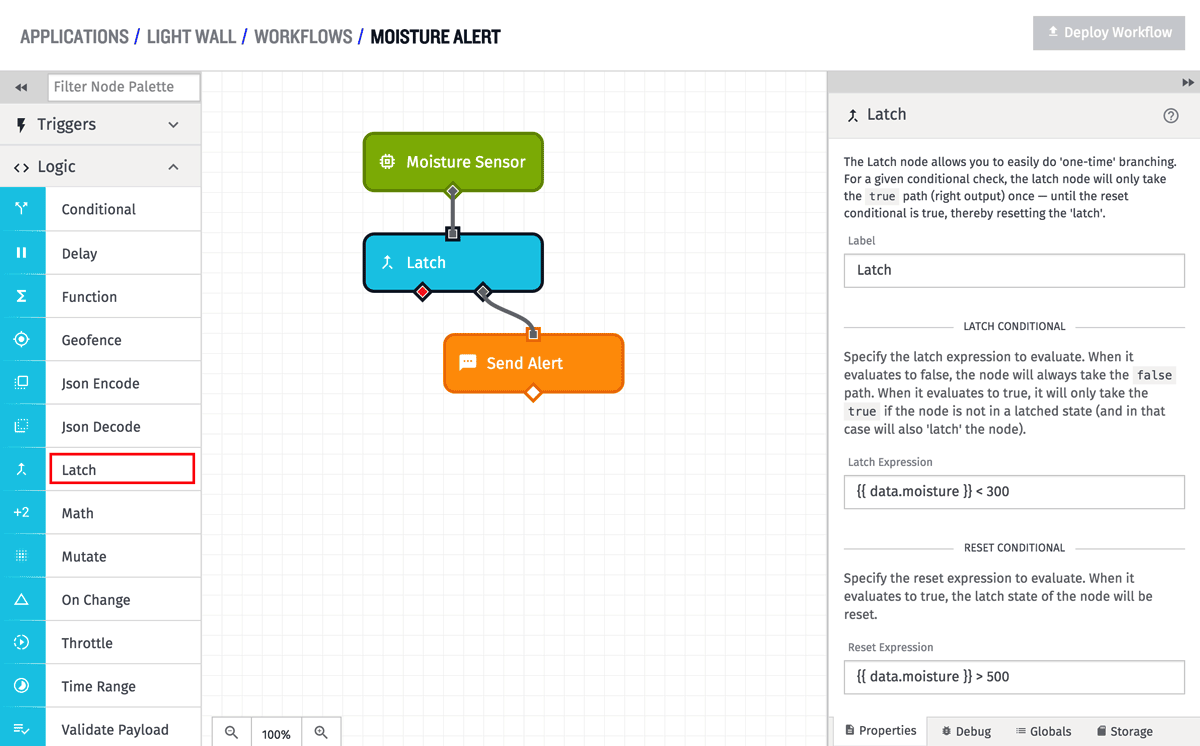 APPLICATIONS / LIGHT WALL / WORKFLOWS / MOISTURE ALERT
Deploy Workflow
Filter Node Palette
Triggers
Logic
Conditional
Delay
Function
Geofence
Json Encode
Json Decode
Latch
+2 Math
Mutate
On Change
Throttle
Time Range
Validate Payload
Moisture Sensor
Latch
Send Alert
100%
Latch
The Latch node allows you to easily do 'one-time' branching.
For a given conditional check, the latch node will only take
the true path (right output) once — until the reset
conditional is true, thereby resetting the 'latch'.
Label
Latch
LATCH CONDITIONAL
Specify the latch expression to evaluate. When it
evaluates to false, the node will always take the false
path. When it evaluates to true, it will only take the
true if the node is not in a latched state (and in that
case will also 'latch' the node).
Latch Expression
{{ data.moisture }} < 300
RESET CONDITIONAL
Specify the reset expression to evaluate. When it
evaluates to true, the latch state of the node will be
reset.
Reset Expression
{{ data.moisture }} > 500
Properties
Debug
Globals
Storage